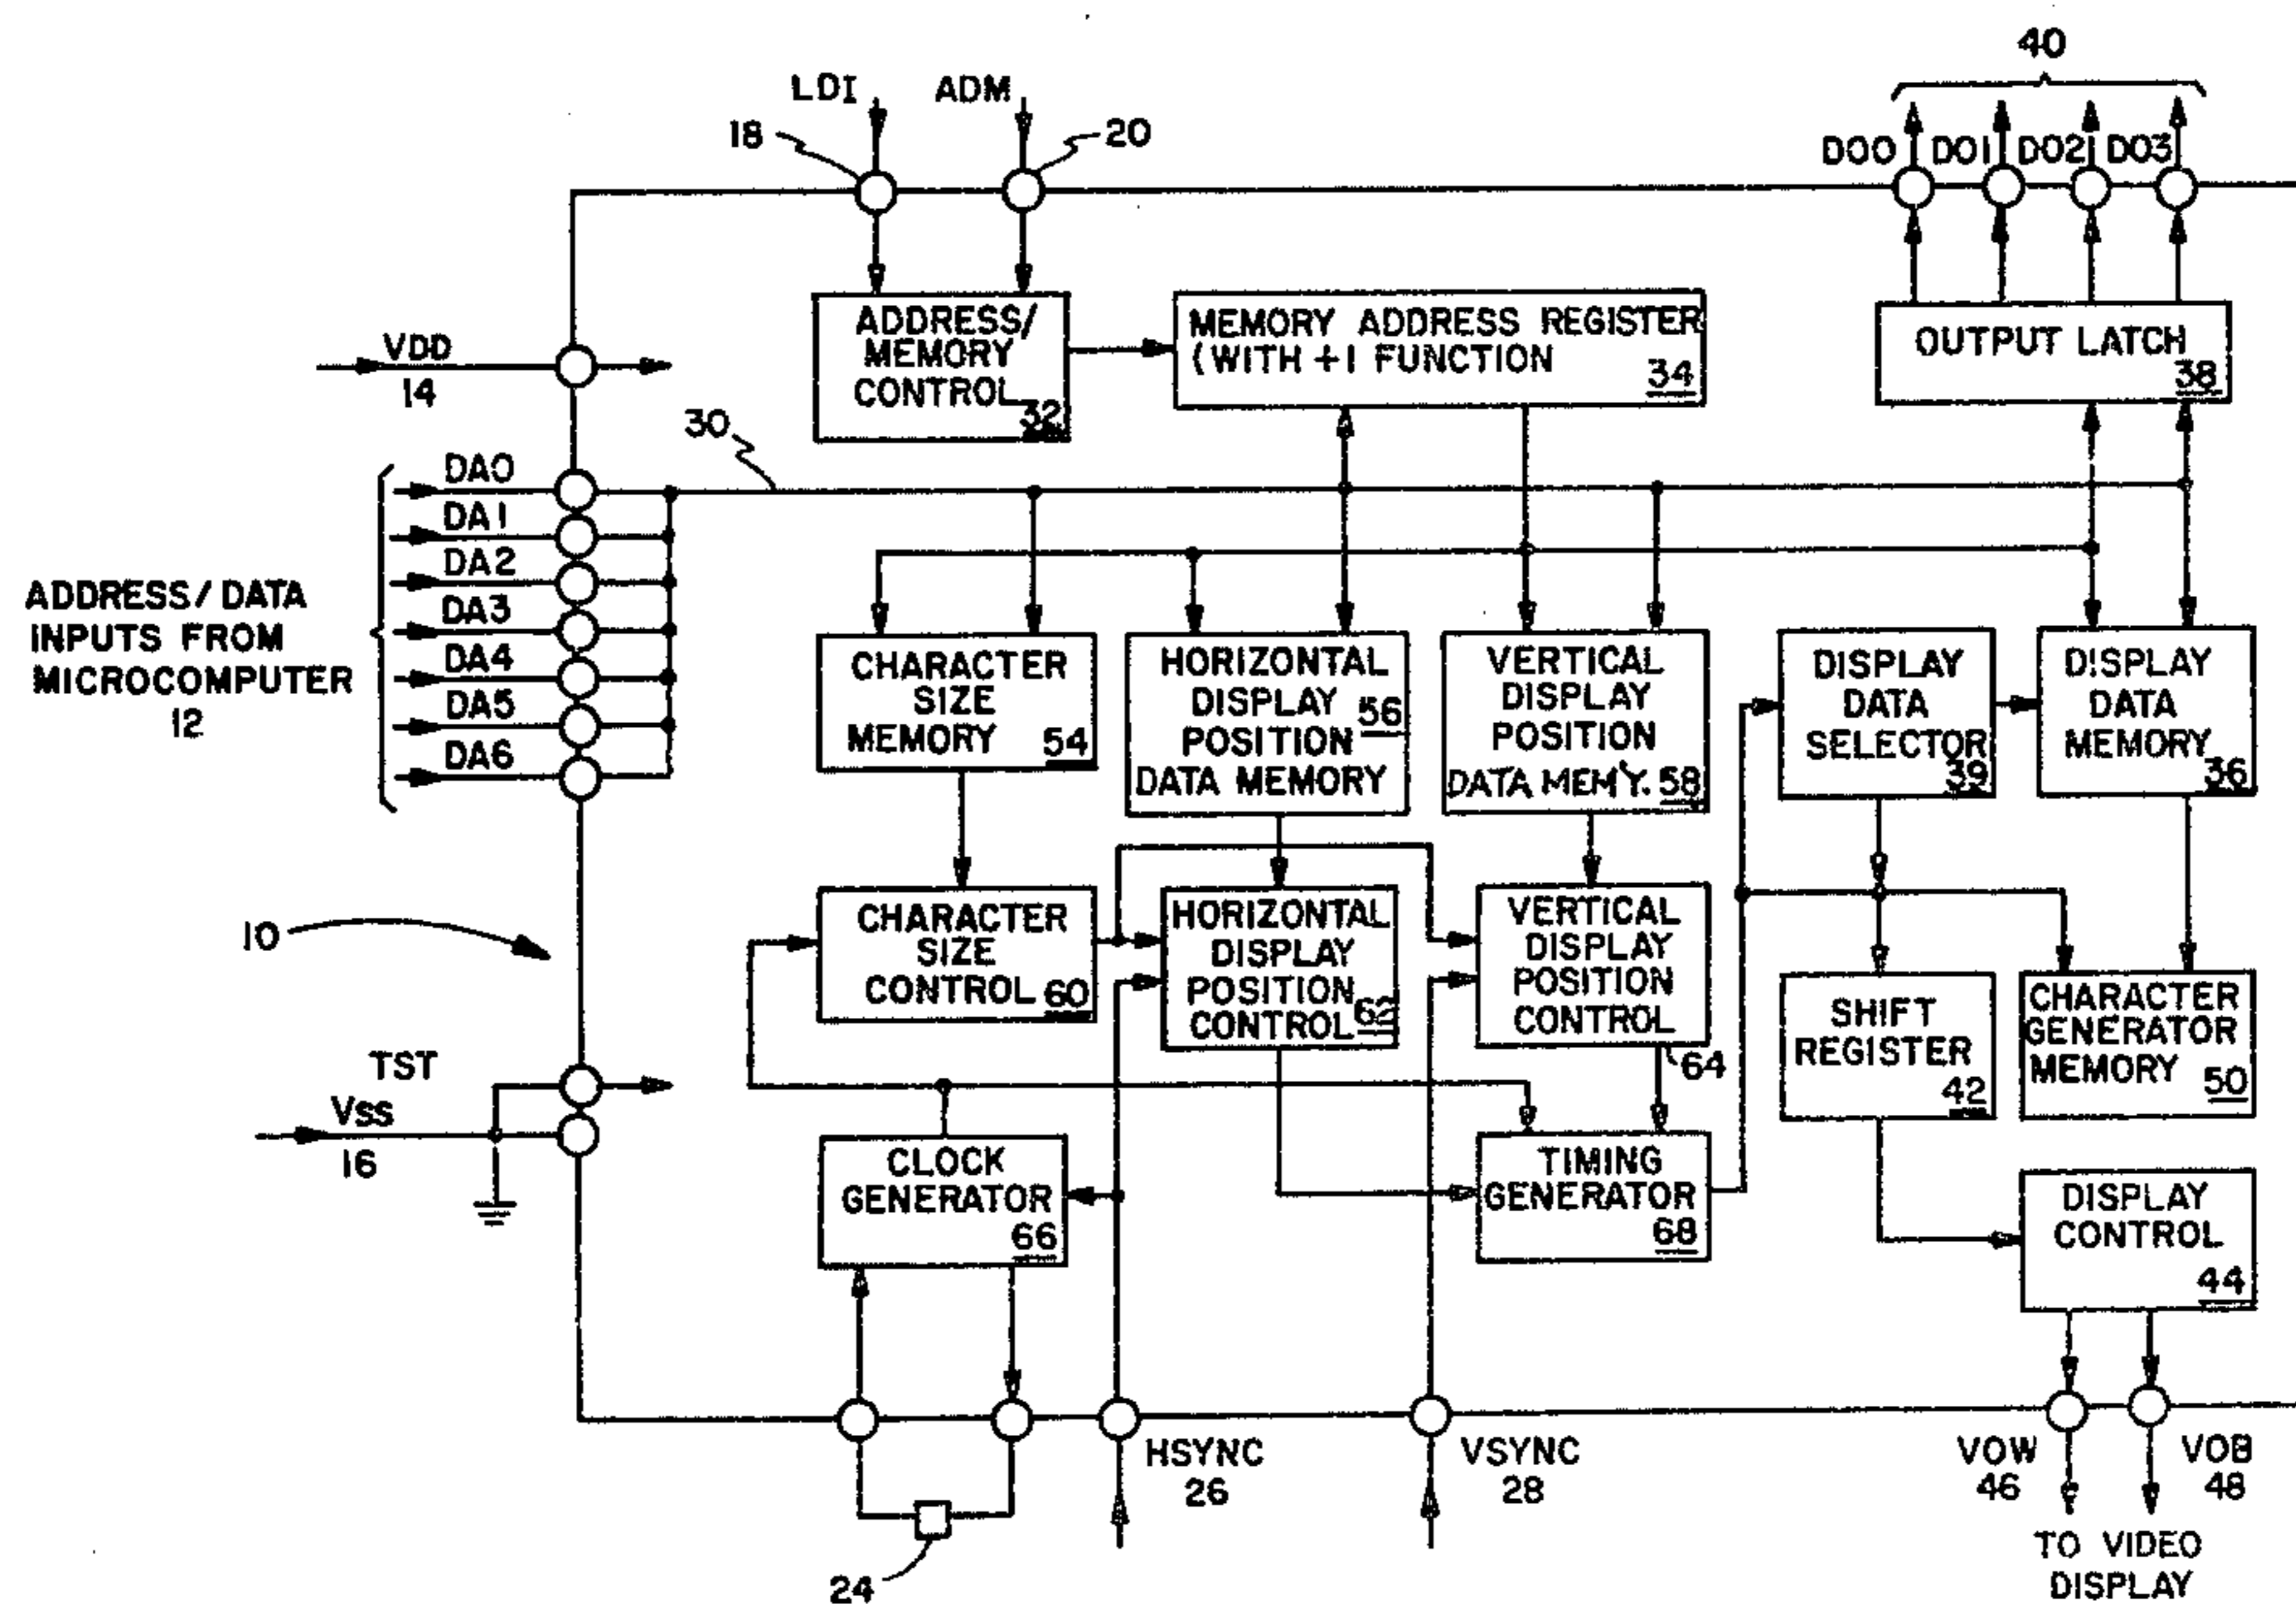 40
LDI
ADM
18
20
DO0
DO1
DO2
DO3
ADDRESS/
MEMORY
CONTROL
32
MEMORY ADDRESS REGISTER
(WITH +1 FUNCTION
34
OUTPUT LATCH
38
VDD
14
30
DA0
DA1
DA2
DA3
DA4
DA5
DA6
ADDRESS/DATA
INPUTS FROM
MICROCOMPUTER
12
CHARACTER
SIZE
MEMORY 54
HORIZONTAL
DISPLAY 56
POSITION
DATA MEMORY
VERTICAL
DISPLAY
POSITION
DATA MEM'Y. 58
DISPLAY
DATA
SELECTOR
39
DISPLAY
DATA
MEMORY
36
10
CHARACTER
SIZE
CONTROL 60
HORIZONTAL
DISPLAY
POSITION
CONTROL 62
VERTICAL
DISPLAY
POSITION
CONTROL
64
SHIFT
REGISTER
42
CHARACTER
GENERATOR
MEMORY 50
TST
VSS
16
CLOCK
GENERATOR
66
TIMING
GENERATOR
68
DISPLAY
CONTROL
44
HSYNC
26
VSYNC
28
VOW
46
VOB
48
24
TO VIDEO
DISPLAY